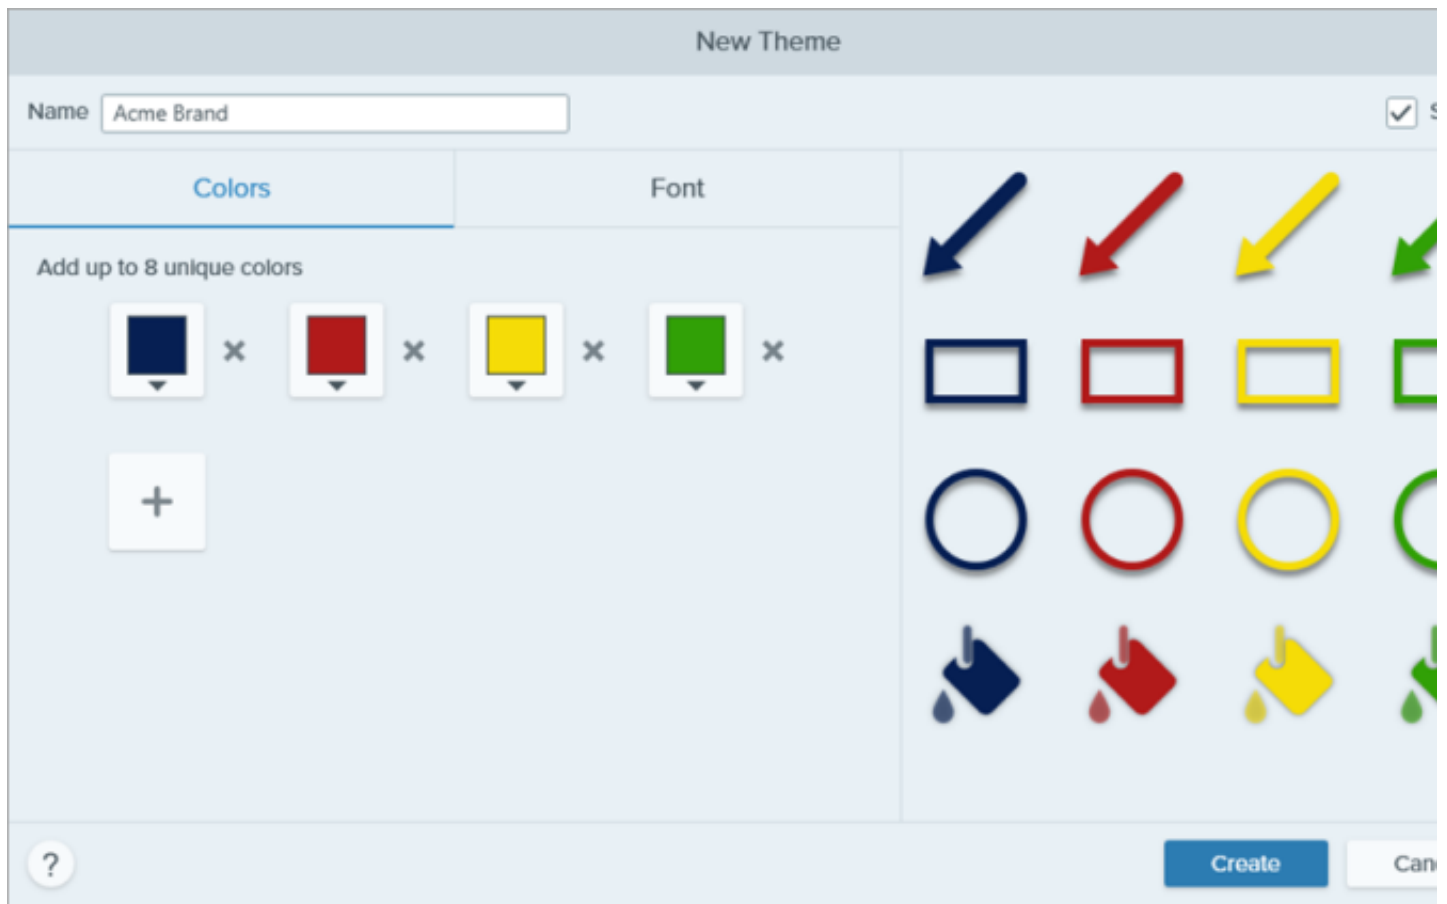 New Theme
Name Acme Brand
Colors Font
Add up to 8 unique colors
?
Create